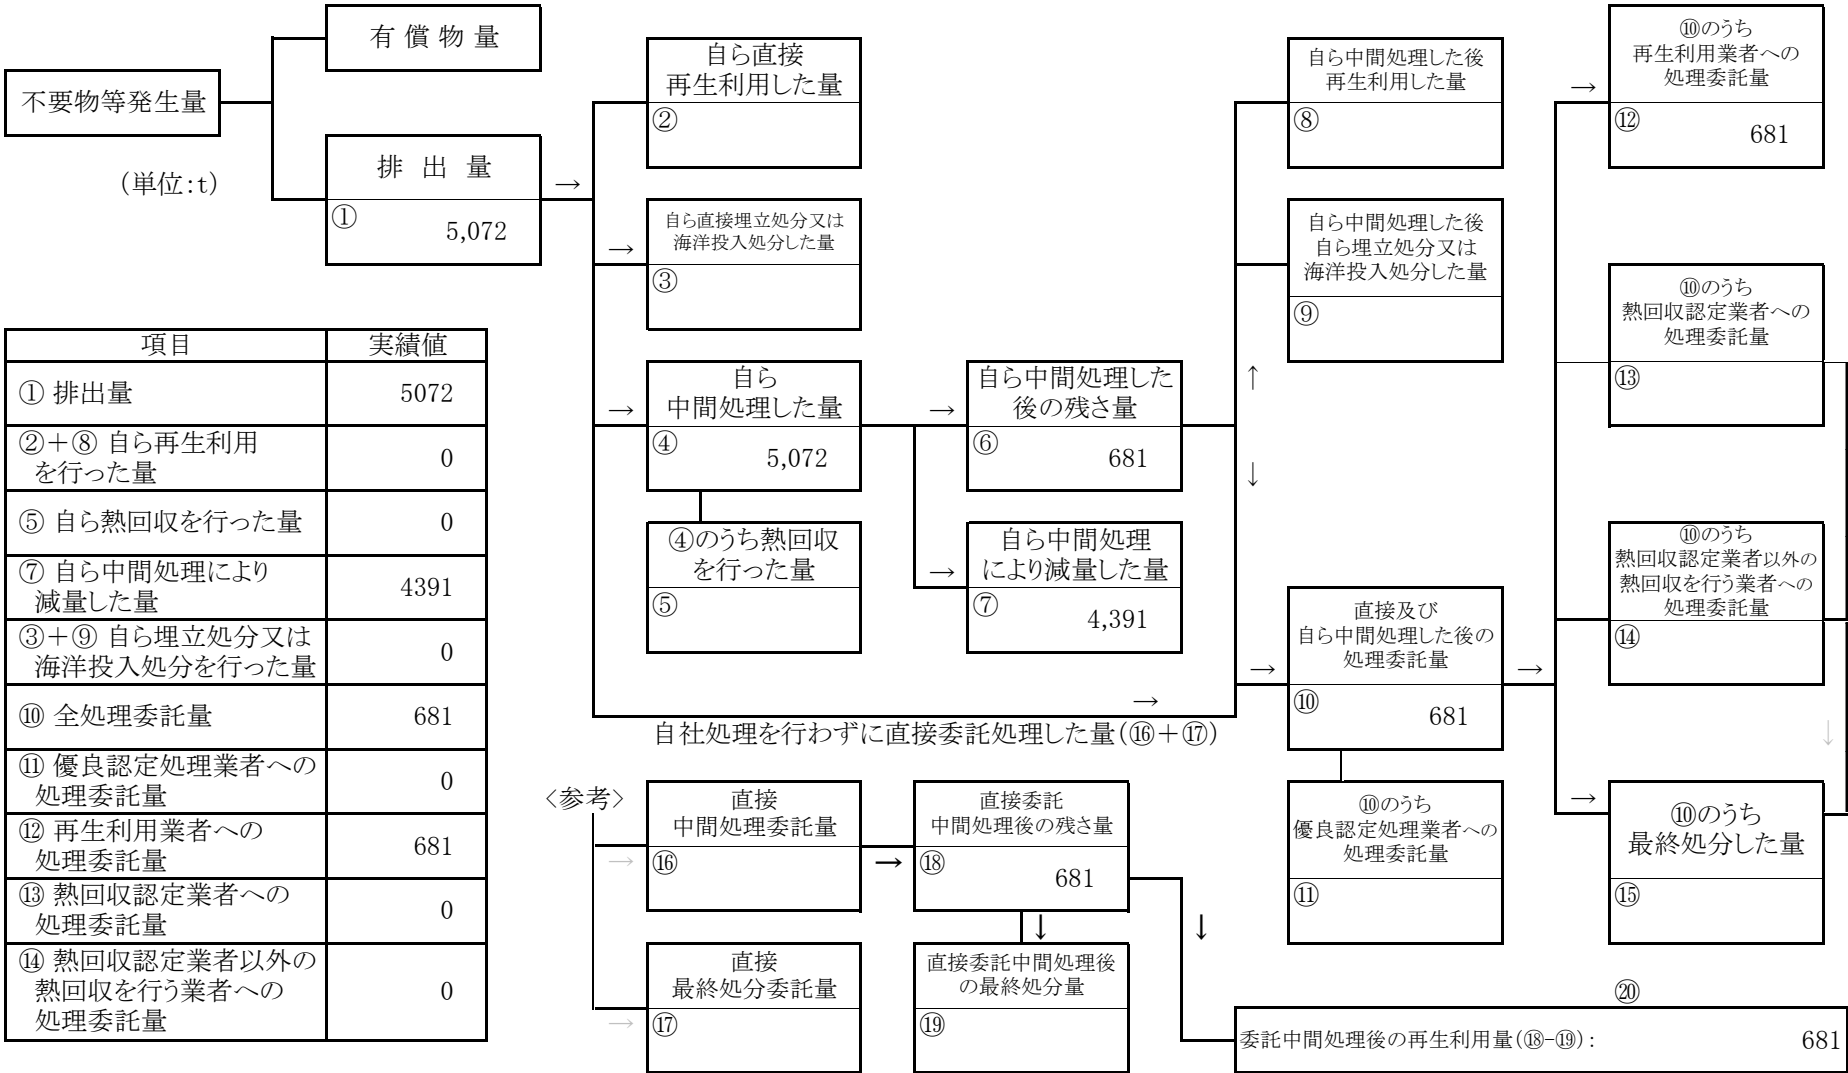 有 償 物 量
不要物等発生量
(単位:t)
排 出 量
→
①
5,072
自ら直接
再生利用した量
②
→
自ら直接埋立処分又は
海洋投入処分した量
③
→
自ら
中間処理した量
④
5,072
④のうち熱回収
を行った量
⑤
→
自ら中間処理した
後の残さ量
⑥
681
→
自ら中間処理
により減量した量
⑦
4,391
自ら中間処理した後
再生利用した量
⑧
自ら中間処理した後
自ら埋立処分又は
海洋投入処分した量
⑨
↑
↓
→
自社処理を行わずに直接委託処理した量(⑯+⑰)
→
直接及び
自ら中間処理した後の
処理委託量
⑩
681
⑩のうち
優良認定処理業者への
処理委託量
⑪
→
→
⑩のうち
再生利用業者への
処理委託量
⑫
681
⑩のうち
熱回収認定業者への
処理委託量
⑬
⑩のうち
熱回収認定業者以外の
熱回収を行う業者への
処理委託量
⑭
↓
→
⑩のうち
最終処分した量
⑮
項目 実績値
① 排出量 5072
②+⑧ 自ら再生利用
を行った量 0
⑤ 自ら熱回収を行った量 0
⑦ 自ら中間処理により
減量した量 4391
③+⑨ 自ら埋立処分又は
海洋投入処分を行った量 0
⑩ 全処理委託量 681
⑪ 優良認定処理業者への
処理委託量 0
⑫ 再生利用業者への
処理委託量 681
⑬ 熱回収認定業者への
処理委託量 0
⑭ 熱回収認定業者以外の
熱回収を行う業者への
処理委託量 0
〈参考〉
→
直接
中間処理委託量
⑯
→
直接委託
中間処理後の残さ量
⑱
681
↓
↓
→
直接
最終処分委託量
⑰
直接委託中間処理後
の最終処分量
⑲
⑳
委託中間処理後の再生利用量(⑱-⑲): 681